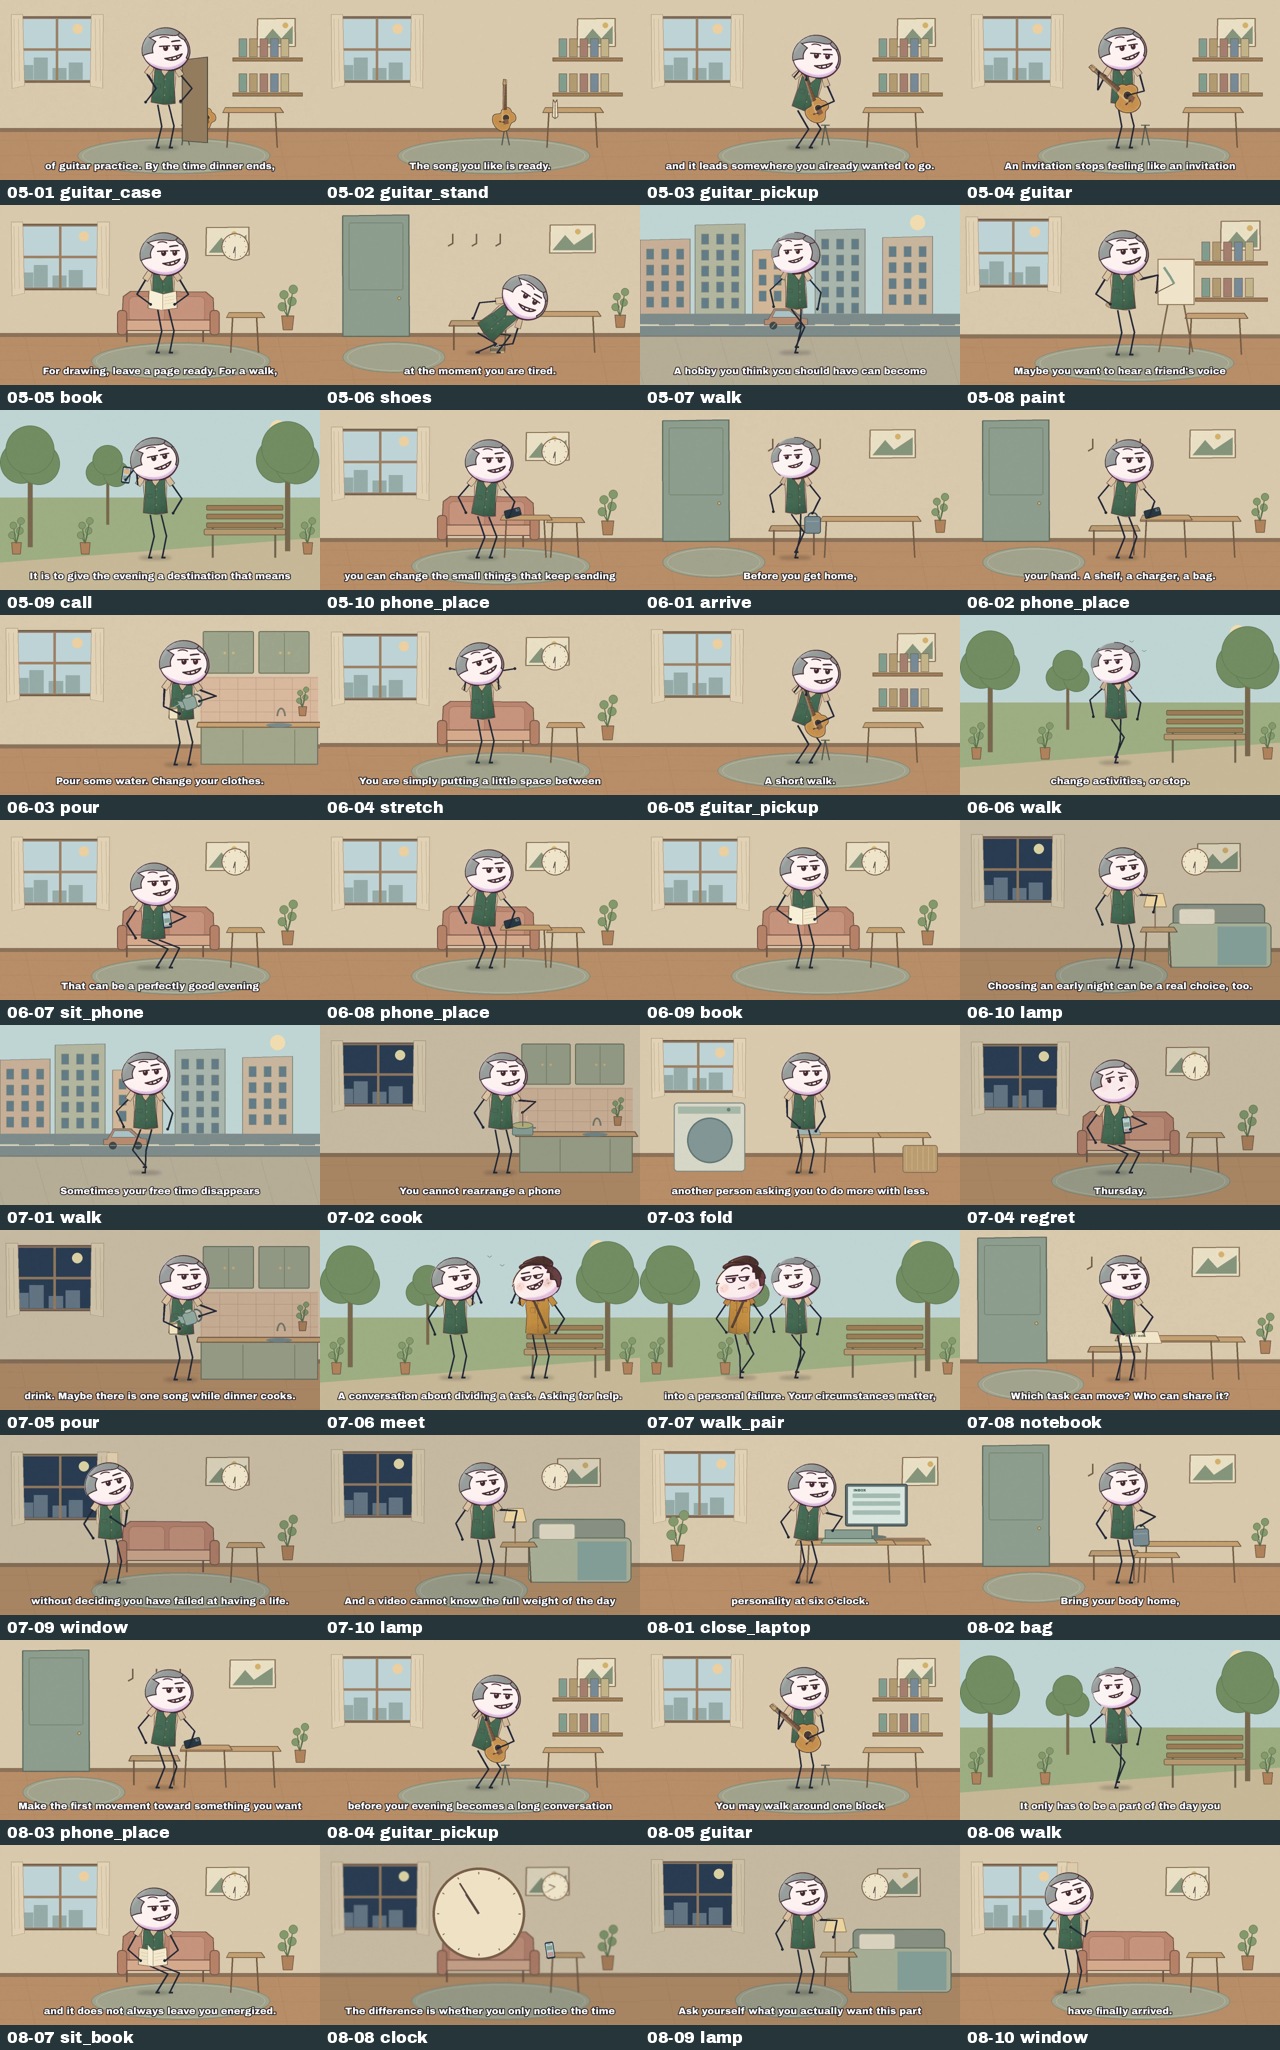 of guitar practice. By the time dinner ends,
The song you like is ready.
and it leads somewhere you already wanted to go.
An invitation stops feeling like an invitation
05-01 guitar_case
05-02 guitar_stand
05-03 guitar_pickup
05-04 guitar
For drawing, leave a page ready. For a walk,
at the moment you are tired.
A hobby you think you should have can become
Maybe you want to hear a friend's voice
05-05 book
05-06 shoes
05-07 walk
05-08 paint
It is to give the evening a destination that means
you can change the small things that keep sending
Before you get home,
your hand. A shelf, a charger, a bag.
05-09 call
05-10 phone_place
06-01 arrive
06-02 phone_place
Pour some water. Change your clothes.
You are simply putting a little space between
A short walk.
change activities, or stop.
06-03 pour
06-04 stretch
06-05 guitar_pickup
06-06 walk
That can be a perfectly good evening
Choosing an early night can be a real choice, too.
06-07 sit_phone
06-08 phone_place
06-09 book
06-10 lamp
Sometimes your free time disappears
You cannot rearrange a phone
another person asking you to do more with less.
Thursday.
07-01 walk
07-02 cook
07-03 fold
07-04 regret
drink. Maybe there is one song while dinner cooks.
A conversation about dividing a task. Asking for help.
into a personal failure. Your circumstances matter,
Which task can move? Who can share it?
07-05 pour
07-06 meet
07-07 walk_pair
07-08 notebook
without deciding you have failed at having a life.
And a video cannot know the full weight of the day
personality at six o'clock.
Bring your body home,
07-09 window
07-10 lamp
08-01 close_laptop
08-02 bag
Make the first movement toward something you want
before your evening becomes a long conversation
You may walk around one block
It only has to be a part of the day you
08-03 phone_place
08-04 guitar_pickup
08-05 guitar
08-06 walk
and it does not always leave you energized.
The difference is whether you only notice the time
Ask yourself what you actually want this part
have finally arrived.
08-07 sit_book
08-08 clock
08-09 lamp
08-10 window